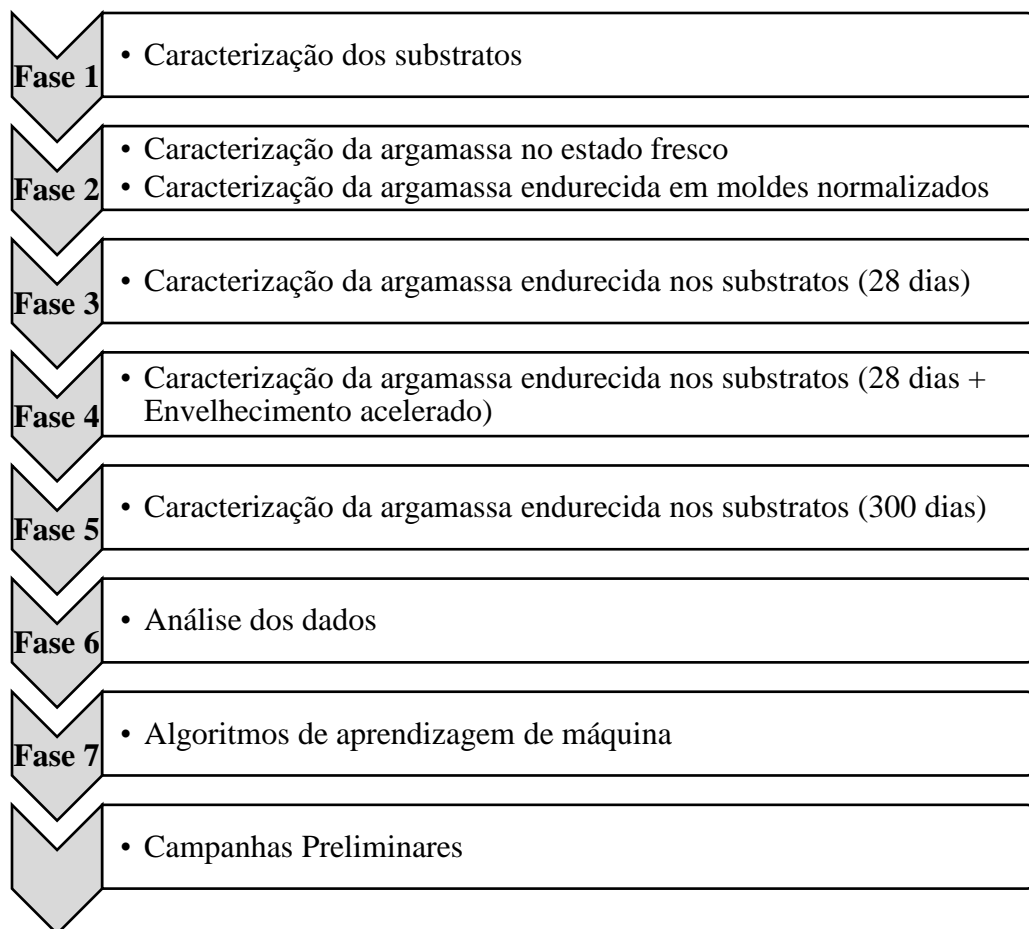 Fase 1
• Caracterização dos substratos
Fase 2
• Caracterização da argamassa no estado fresco
• Caracterização da argamassa endurecida em moldes normalizados
Fase 3
• Caracterização da argamassa endurecida nos substratos (28 dias)
Fase 4
• Caracterização da argamassa endurecida nos substratos (28 dias +
Envelhecimento acelerado)
Fase 5
• Caracterização da argamassa endurecida nos substratos (300 dias)
Fase 6
• Análise dos dados
Fase 7
• Algoritmos de aprendizagem de máquina
• Campanhas Preliminares